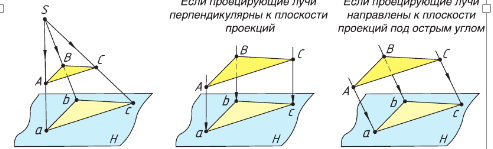 Если проецирующие лучи
перпендикулярны к плоскости
проекций
Если проецирующие лучи
направлены к плоскости
проекций под острым углом
S
B
C
A
b
c
a
H
B
C
A
b
c
a
H
B
C
A
b
c
a
H